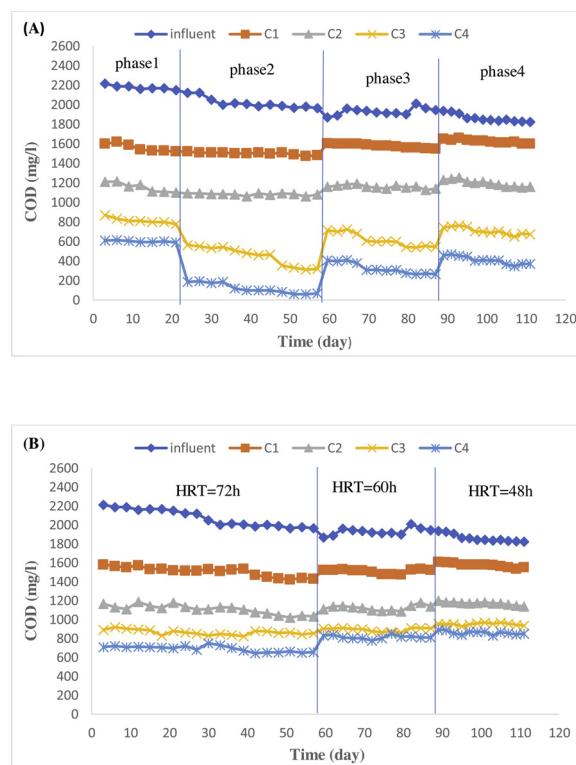 (A)
influent C1 C2 C3 C4
2600
2400
2200
2000
1800
1600
1400
1200
1000
800
600
400
200
0
phase1 phase2 phase3 phase4
COD (mg/l)
0 10 20 30 40 50 60 70 80 90 100 110 120
Time (day)
(B)
influent C1 C2 C3 C4
2600
2400
2200
2000
1800
1600
1400
1200
1000
800
600
400
200
0
HRT=72h HRT=60h HRT=48h
COD (mg/l)
0 10 20 30 40 50 60 70 80 90 100 110 120
Time (day)